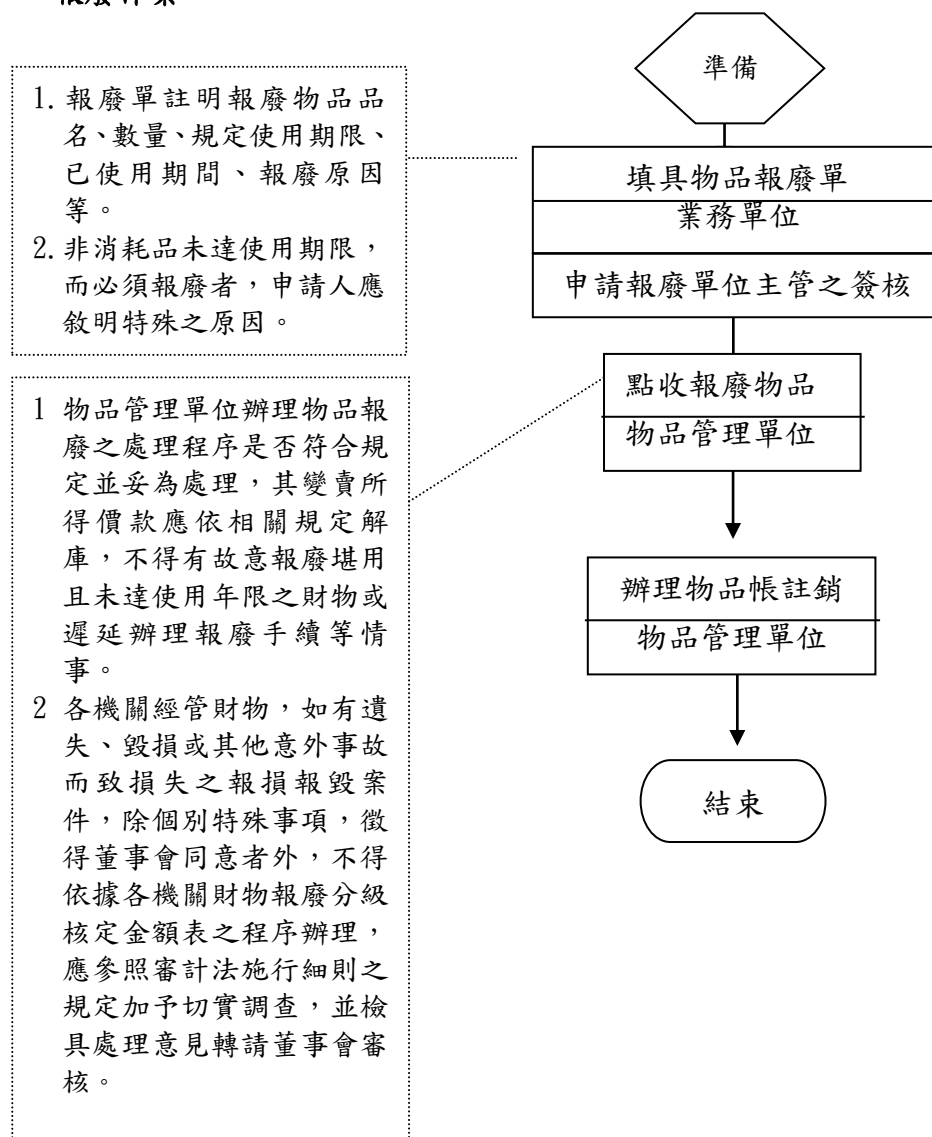 準備
1. 報廢單註明報廢物品品
名、數量、規定使用期限、
已使用期間、報廢原因
等。
2. 非消耗品未達使用期限，
而必須報廢者，申請人應
敘明特殊之原因。
填具物品報廢單
業務單位
申請報廢單位主管之簽核
點收報廢物品
物品管理單位
1 物品管理單位辦理物品報
廢之處理程序是否符合規
定並妥為處理，其變賣所
得價款應依相關規定解
庫，不得有故意報廢堪用
且未達使用年限之財物或
遲延辦理報廢手續等情
事。
2 各機關經管財物，如有遺
失、毀損或其他意外事故
而致損失之報損報毀案
件，除個別特殊事項，徵
得董事會同意者外，不得
依據各機關財物報廢分級
核定金額表之程序辦理，
應參照審計法施行細則之
規定加予切實調查，並檢
具處理意見轉請董事會審
核。
辦理物品帳註銷
物品管理單位
結束